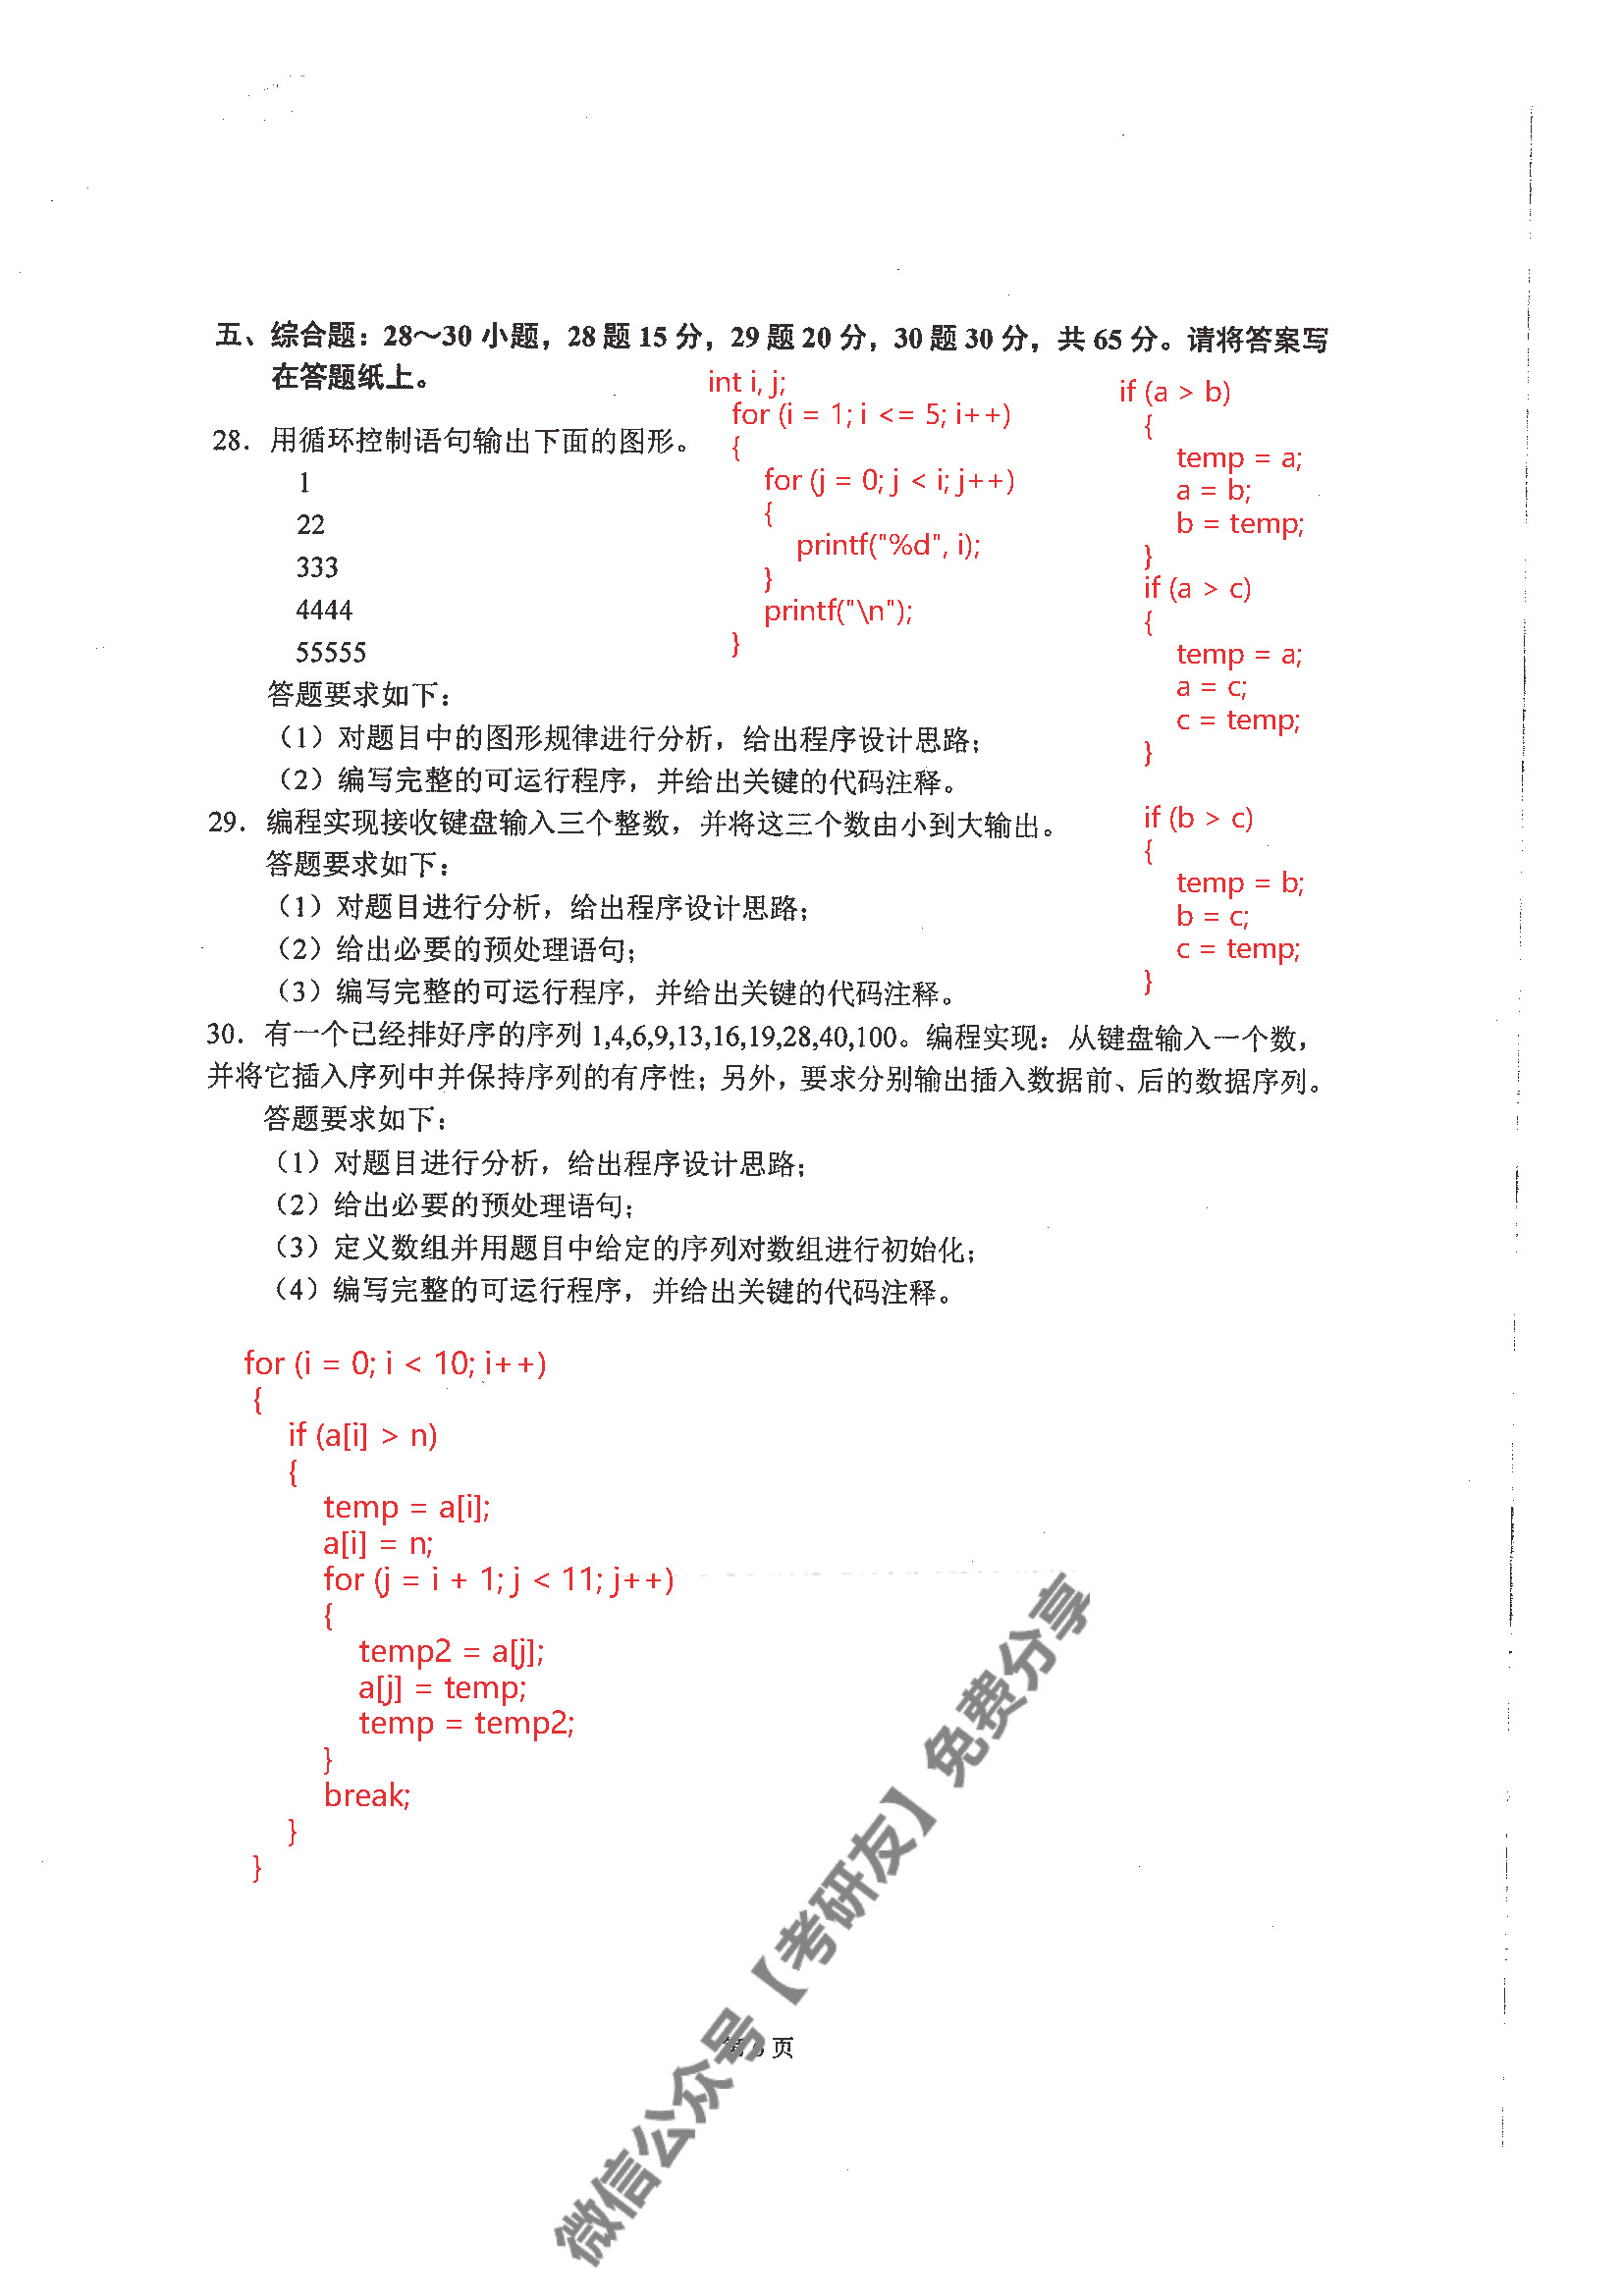 五、综合题：28～30 小题，28 题 15 分，29 题 20 分，30 题 30 分，共 65 分。请将答案写
在答题纸上。
28. 用循环控制语句输出下面的图形。
1
22
333
4444
55555
答题要求如下：
（1）对题目中的图形规律进行分析，给出程序设计思路；
（2）编写完整的可运行程序，并给出关键的代码注释。
int i, j;
for (i = 1; i <= 5; i++)
{
for (j = 0; j < i; j++)
{
printf("%d", i);
}
printf("\n");
}
if (a > b)
{
temp = a;
a = b;
b = temp;
}
if (a > c)
{
temp = a;
a = c;
c = temp;
}
if (b > c)
{
temp = b;
b = c;
c = temp;
}
29. 编程实现接收键盘输入三个整数，并将这三个数由小到大输出。
答题要求如下：
（1）对题目进行分析，给出程序设计思路；
（2）给出必要的预处理语句；
（3）编写完整的可运行程序，并给出关键的代码注释。
30. 有一个已经排好序的序列 1,4,6,9,13,16,19,28,40,100。编程实现：从键盘输入一个数，
并将它插入序列中并保持序列的有序性；另外，要求分别输出插入数据前、后的数据序列。
答题要求如下：
（1）对题目进行分析，给出程序设计思路；
（2）给出必要的预处理语句；
（3）定义数组并用题目中给定的序列对数组进行初始化；
（4）编写完整的可运行程序，并给出关键的代码注释。
for (i = 0; i < 10; i++)
{
if (a[i] > n)
{
temp = a[i];
a[i] = n;
for (j = i + 1; j < 11; j++)
{
temp2 = a[j];
a[j] = temp;
temp = temp2;
}
break;
}
}
微信公众号【考研友】免费分享
第 页